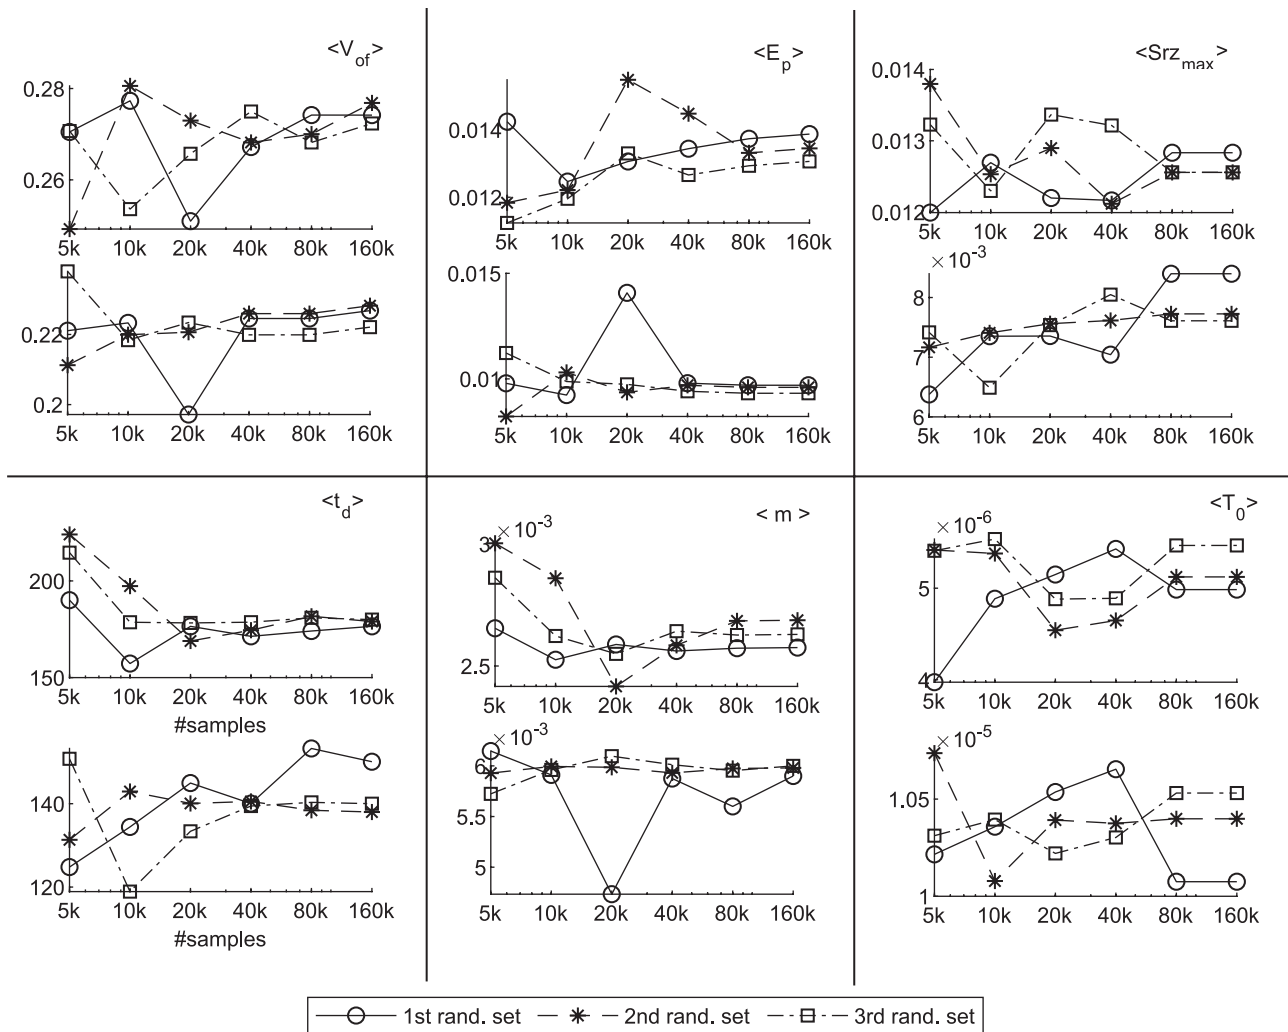 <V_of>
0.28
0.26
5k 10k 20k 40k 80k 160k
0.22
0.2
5k 10k 20k 40k 80k 160k
<E_p>
0.014
0.012
5k 10k 20k 40k 80k 160k
0.015
0.01
5k 10k 20k 40k 80k 160k
<Srz_max>
0.014
0.013
0.012
5k 10k 20k 40k 80k 160k
× 10^-3
8
7
6
5k 10k 20k 40k 80k 160k
<t_d>
200
150
5k 10k 20k 40k 80k 160k
#samples
140
120
5k 10k 20k 40k 80k 160k
#samples
< m >
× 10^-3
3
2.5
5k 10k 20k 40k 80k 160k
× 10^-3
6
5.5
5
5k 10k 20k 40k 80k 160k
<T_0>
× 10^-6
5
4
5k 10k 20k 40k 80k 160k
× 10^-5
1.05
1
5k 10k 20k 40k 80k 160k
1st rand. set 2nd rand. set 3rd rand. set